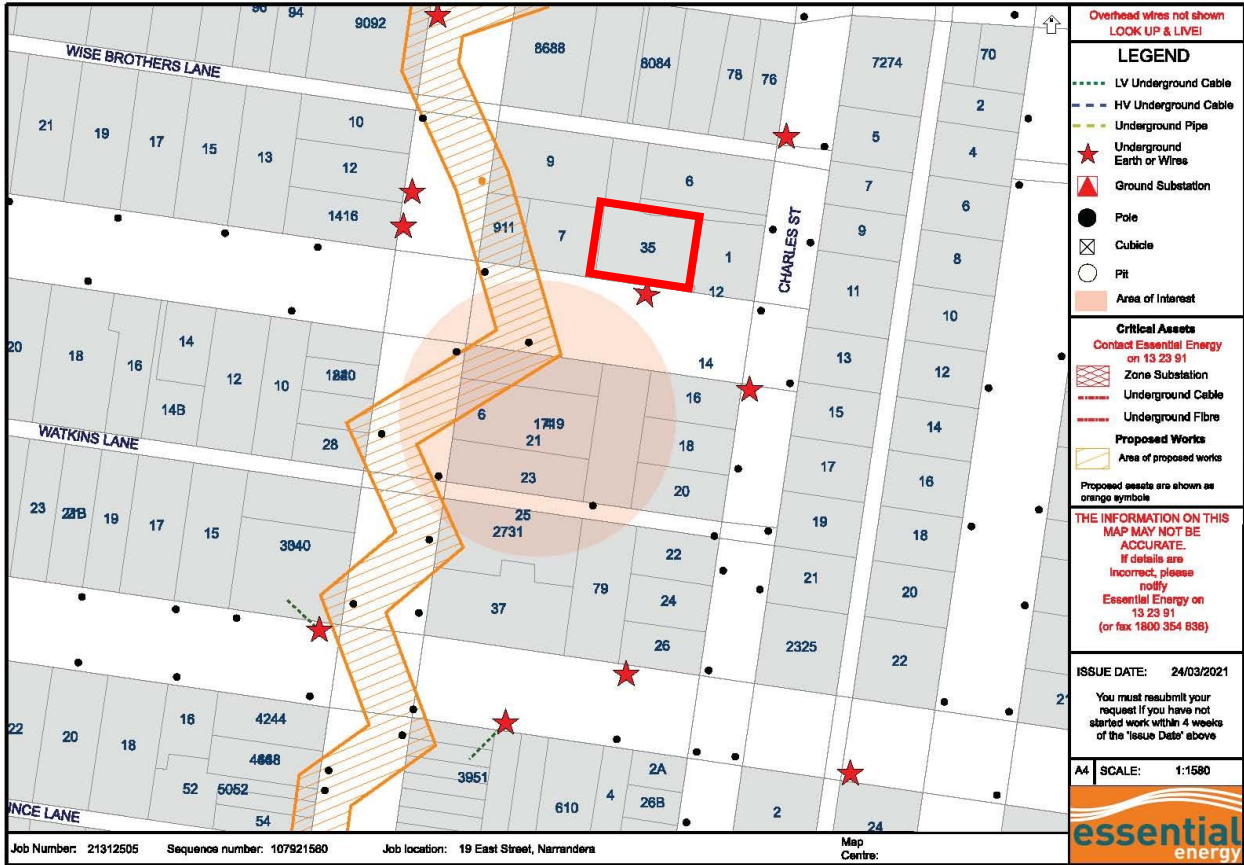 96
94
9092
8688
8084
78
76
7274
70
WISE BROTHERS LANE
2
21
19
17
15
13
10
12
1416
9
6
5
4
7
6
911
7
35
1
12
CHARLES ST
9
8
11
10
20
18
16
14
14B
12
10
28
14
13
12
6
21
16
18
23
20
15
14
17
16
WATKINS LANE
25
2731
19
18
23
19
17
15
3040
22
24
26
37
79
21
20
2325
22
22
20
18
16
4244
52
5052
54
3951
610
4
2A
26B
2
24
NCE LANE
Overhead wires not shown
LOOK UP & LIVE!
LEGEND
LV Underground Cable
HV Underground Cable
Underground Pipe
Underground
Earth or Wires
Ground Substation
Pole
Cubicle
Pit
Area of Interest
Critical Assets
Contact Essential Energy
on 13 23 91
Zone Substation
Underground Cable
Underground Fibre
Proposed Works
Area of proposed works
Proposed assets are shown as
orange symbols
THE INFORMATION ON THIS
MAP MAY NOT BE
ACCURATE.
If details are
incorrect, please
notify
Essential Energy on
13 23 91
(or fax 1800 354 636)
ISSUE DATE: 24/03/2021
You must resubmit your
request if you have not
started work within 4 weeks
of the 'Issue Date' above
A4 SCALE: 1:1580
essential
energy
Job Number: 21312505 Sequence number: 107921560 Job location: 19 East Street, Narrandera Map
Centre: